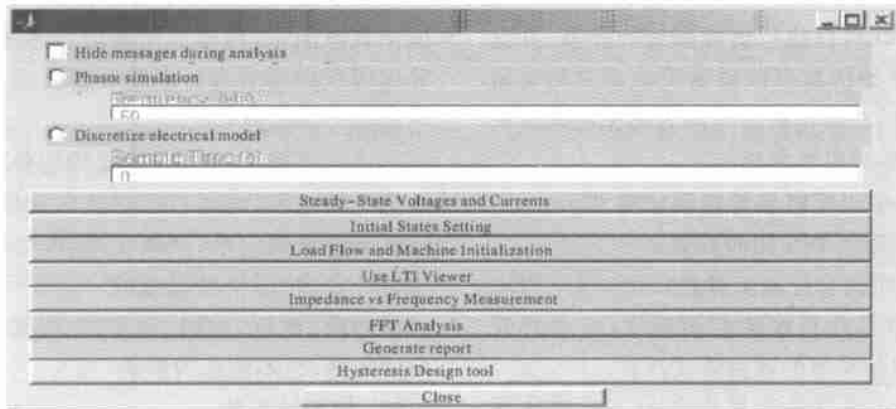 Hide messages during analysis
Phasor simulation
Frequency (Hz)
60
Discretize electrical model
Sample Time (s)
0
Steady-State Voltages and Currents
Initial States Setting
Load Flow and Machine Initialization
Use LTI Viewer
Impedance vs Frequency Measurement
FFT Analysis
Generate report
Hysteresis Design tool
Close